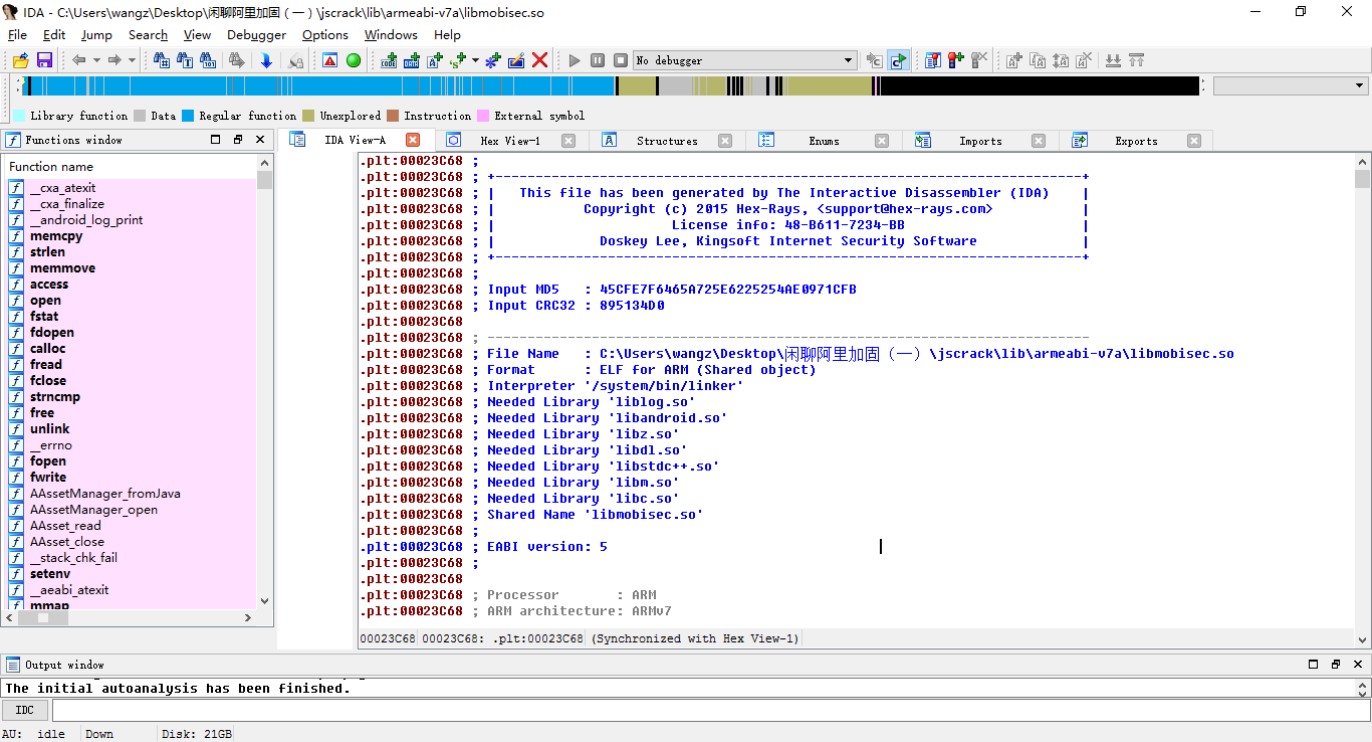 IDA - C:\Users\wangz\Desktop\闲聊阿里加固（一）\jscrack\lib\armeabi-v7a\libmobisec.so
File Edit Jump Search View Debugger Options Windows Help
No debugger
Library function Data Regular function Unexplored Instruction External symbol
Functions window
IDA View-A Hex View-1 Structures Enums Imports Exports
Function name
__cxa_atexit
__cxa_finalize
__android_log_print
memcpy
strlen
memmove
access
open
fstat
fdopen
calloc
fread
fclose
strncmp
free
unlink
__errno
fopen
fwrite
AAssetManager_fromJava
AAssetManager_open
AAsset_read
AAsset_close
__stack_chk_fail
setenv
__aeabi_atexit
mmap
.plt:00023C68 ;
.plt:00023C68 ; +-------------------------------------------------------------------------+
.plt:00023C68 ; | This file has been generated by The Interactive Disassembler (IDA) |
.plt:00023C68 ; | Copyright (c) 2015 Hex-Rays, <support@hex-rays.com> |
.plt:00023C68 ; | License info: 48-B611-7234-BB |
.plt:00023C68 ; | Doskey Lee, Kingsoft Internet Security Software |
.plt:00023C68 ; +-------------------------------------------------------------------------+
.plt:00023C68 ;
.plt:00023C68 ; Input MD5 : 45CFE7F6465A725E6225254AE0971CFB
.plt:00023C68 ; Input CRC32 : 895134D0
.plt:00023C68
.plt:00023C68 ; ---------------------------------------------------------------------------
.plt:00023C68 ; File Name : C:\Users\wangz\Desktop\闲聊阿里加固（一）\jscrack\lib\armeabi-v7a\libmobisec.so
.plt:00023C68 ; Format : ELF for ARM (Shared object)
.plt:00023C68 ; Interpreter '/system/bin/linker'
.plt:00023C68 ; Needed Library 'liblog.so'
.plt:00023C68 ; Needed Library 'libandroid.so'
.plt:00023C68 ; Needed Library 'libz.so'
.plt:00023C68 ; Needed Library 'libdl.so'
.plt:00023C68 ; Needed Library 'libstdc++.so'
.plt:00023C68 ; Needed Library 'libm.so'
.plt:00023C68 ; Needed Library 'libc.so'
.plt:00023C68 ; Shared Name 'libmobisec.so'
.plt:00023C68 ;
.plt:00023C68 ; EABI version: 5
.plt:00023C68 ;
.plt:00023C68
.plt:00023C68 ; Processor : ARM
.plt:00023C68 ; ARM architecture: ARMv7
00023C68 00023C68: .plt:00023C68 (Synchronized with Hex View-1)
Output window
The initial autoanalysis has been finished.
IDC
AU: idle Down Disk: 21GB